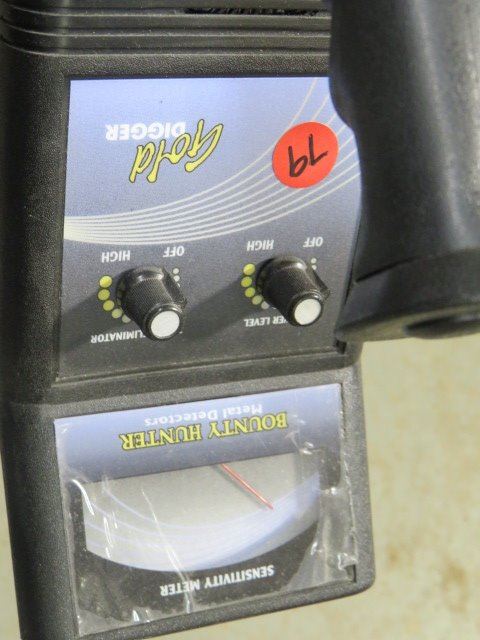 SENSITIVITY METER
BOUNTY HUNTER
Metal Detectors
LEVEL
OFF HIGH
OFF HIGH
Gold
DIGGER
79